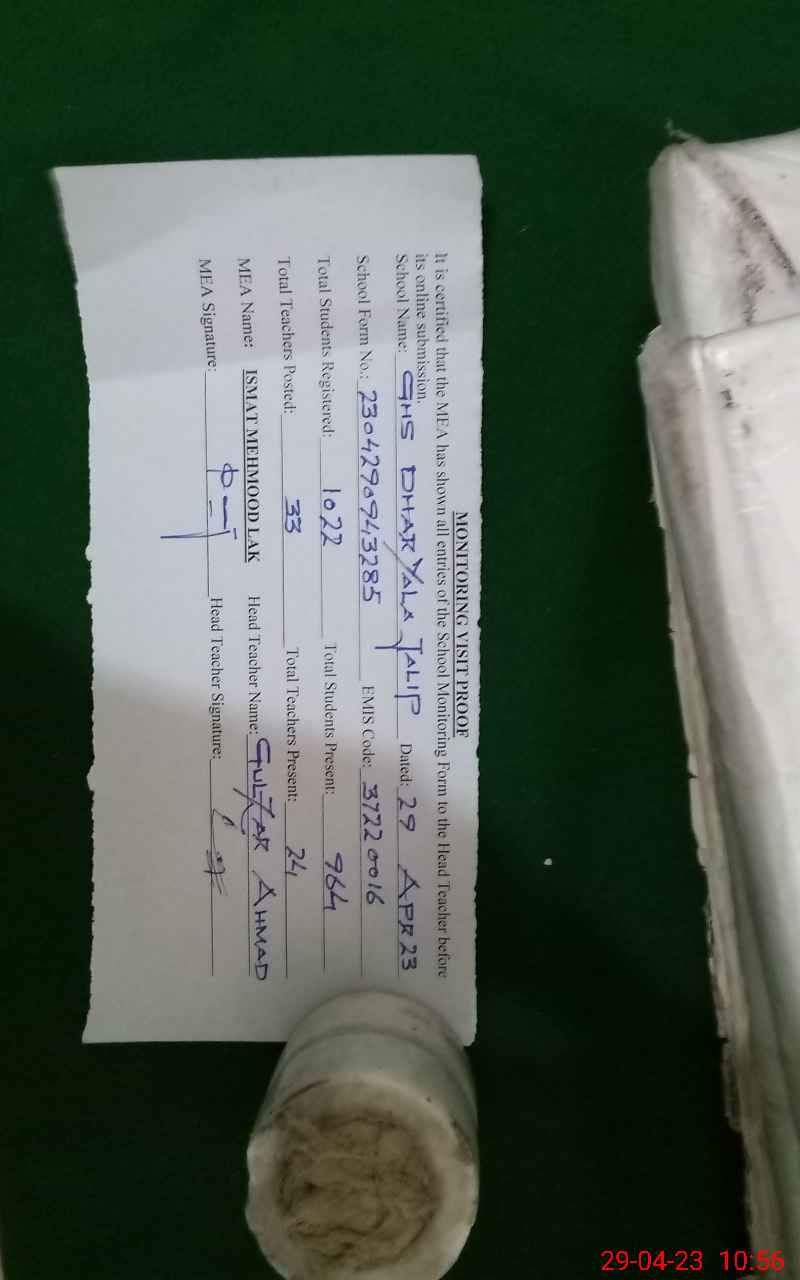 MONITORING VISIT PROOF
It is certified that the MEA has shown all entries of the School Monitoring Form to the Head Teacher before
its online submission.
School Name: GHS DHARYALA JALIP Dated: 29 APR 23
School Form No.: 2304290943285 EMIS Code: 37220016
Total Students Registered: 1022 Total Students Present: 964
Total Teachers Posted: 33 Total Teachers Present: 24
MEA Name: ISMAT MEHMOOD LAK Head Teacher Name: GULZAR AHMAD
MEA Signature: Head Teacher Signature:
29-04-23 10:56